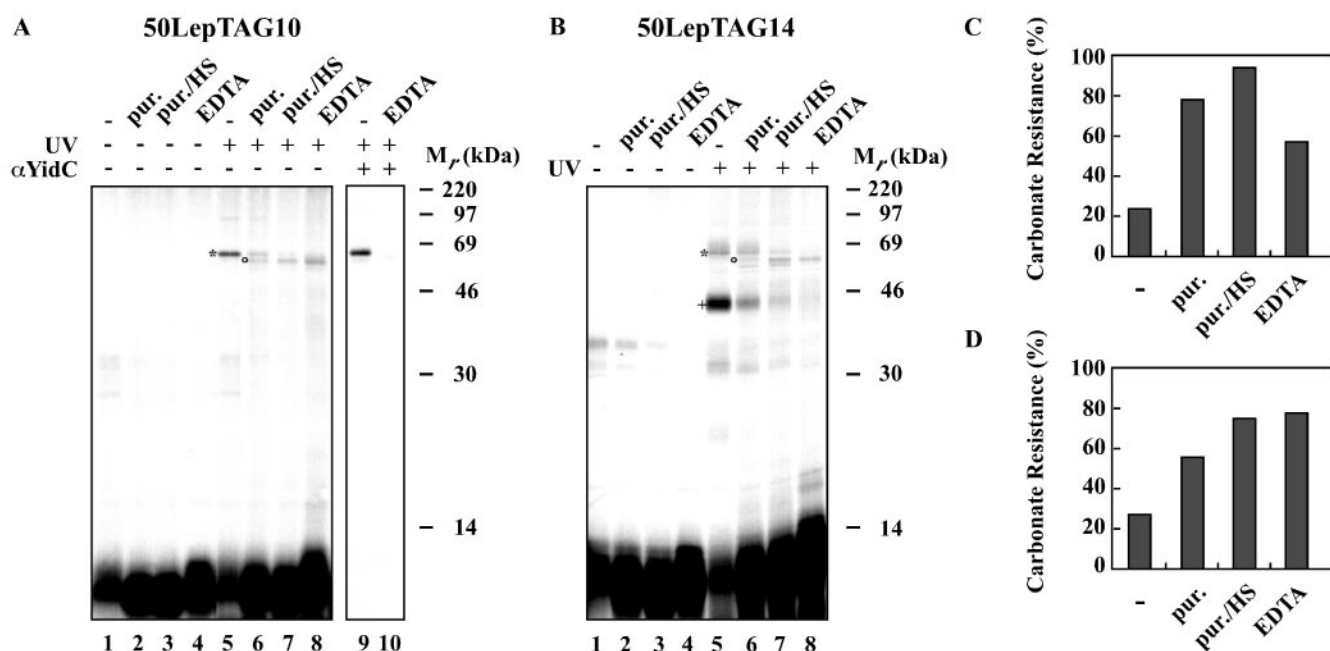 A 50LepTAG10
- pur. pur./HS EDTA - pur. pur./HS EDTA - EDTA
UV - - - - + + + + + +
αYidC - - - - - - - - + +
Mr (kDa)
220
97
69
46
30
14
*
°
1 2 3 4 5 6 7 8 9 10
B 50LepTAG14
- pur. pur./HS EDTA - pur. pur./HS EDTA
UV - - - - + + + +
Mr (kDa)
220
97
69
46
30
14
*
°
+
1 2 3 4 5 6 7 8
C
Carbonate Resistance (%)
100
80
60
40
20
0
- pur. pur./HS EDTA
D
Carbonate Resistance (%)
100
80
60
40
20
0
- pur. pur./HS EDTA